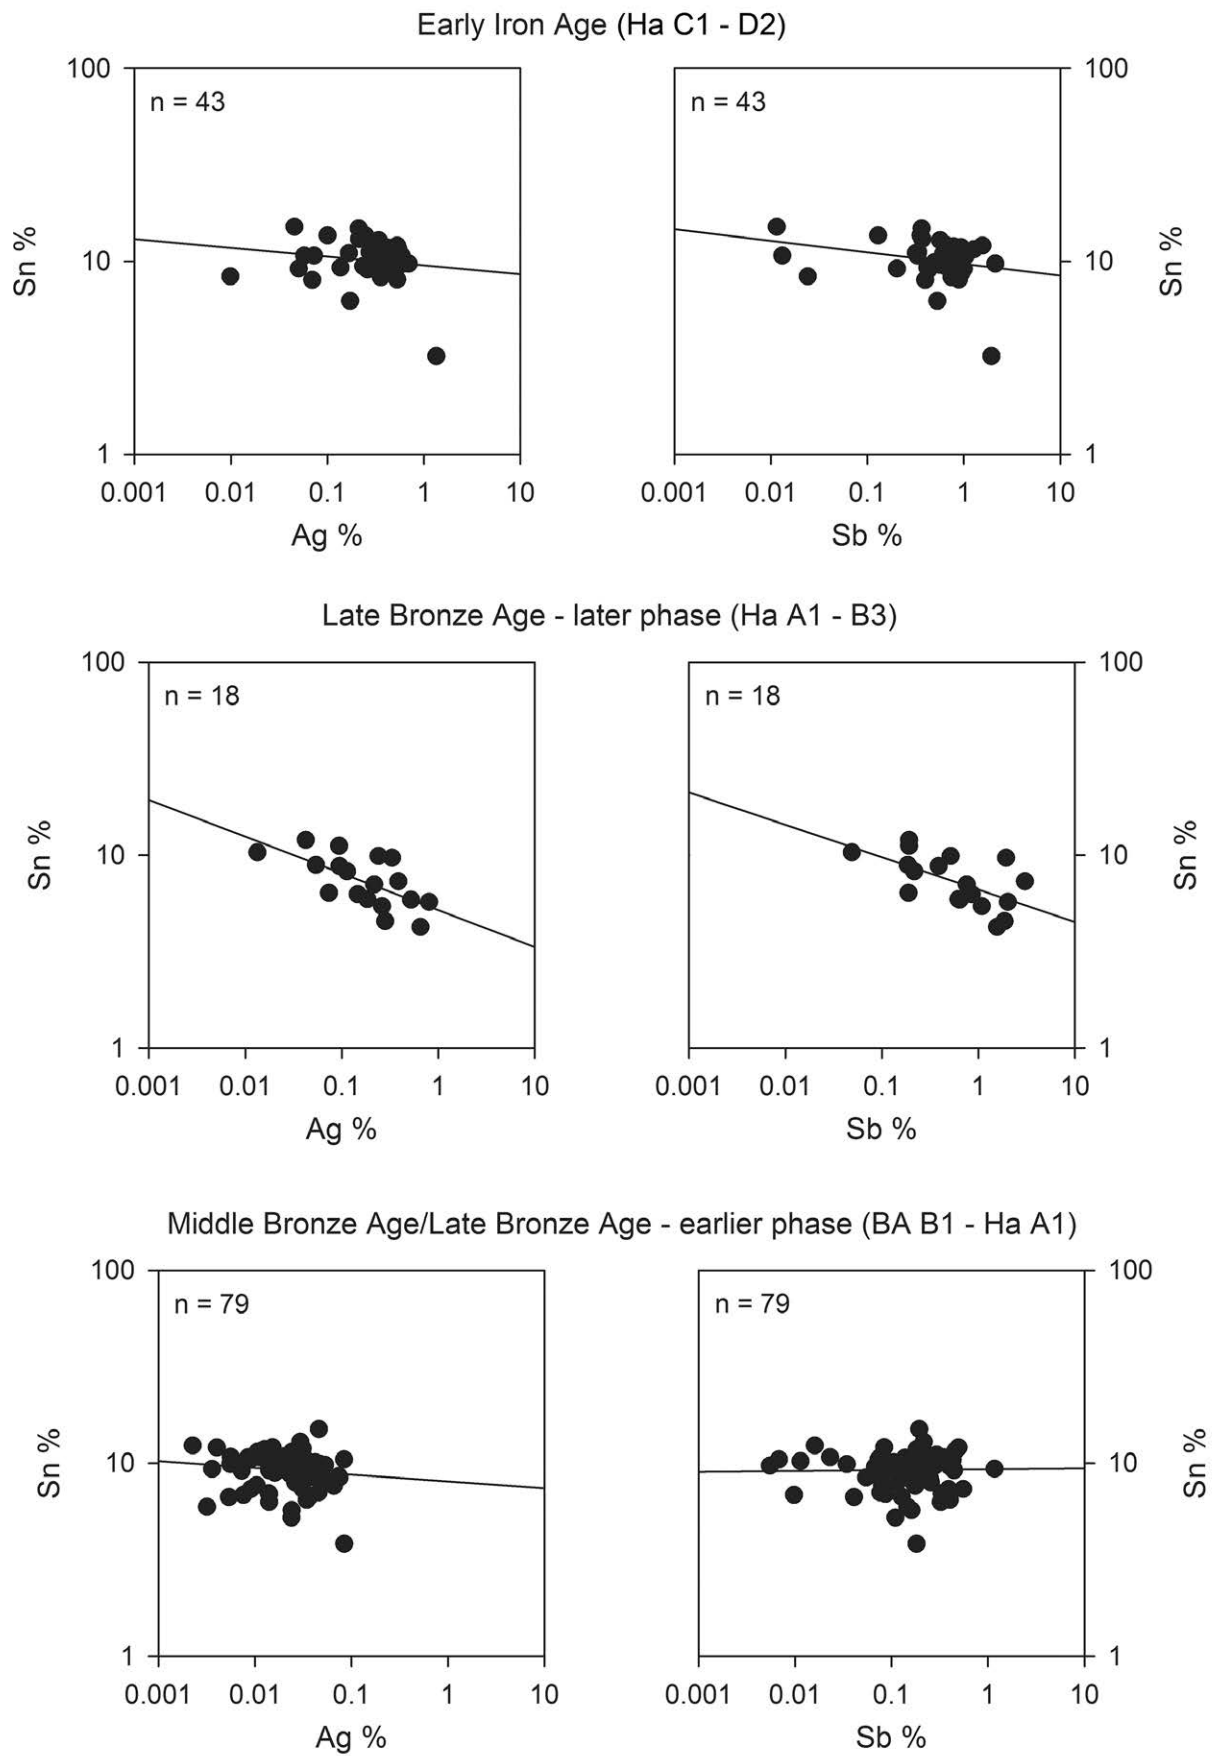 Early Iron Age (Ha C1 - D2)
100 100
n = 43 n = 43
Sn % 10 10 Sn %
1 1
0.001 0.01 0.1 1 10 0.001 0.01 0.1 1 10
Ag % Sb %
Late Bronze Age - later phase (Ha A1 - B3)
100 100
n = 18 n = 18
Sn % 10 10 Sn %
1 1
0.001 0.01 0.1 1 10 0.001 0.01 0.1 1 10
Ag % Sb %
Middle Bronze Age/Late Bronze Age - earlier phase (BA B1 - Ha A1)
100 100
n = 79 n = 79
Sn % 10 10 Sn %
1 1
0.001 0.01 0.1 1 10 0.001 0.01 0.1 1 10
Ag % Sb %